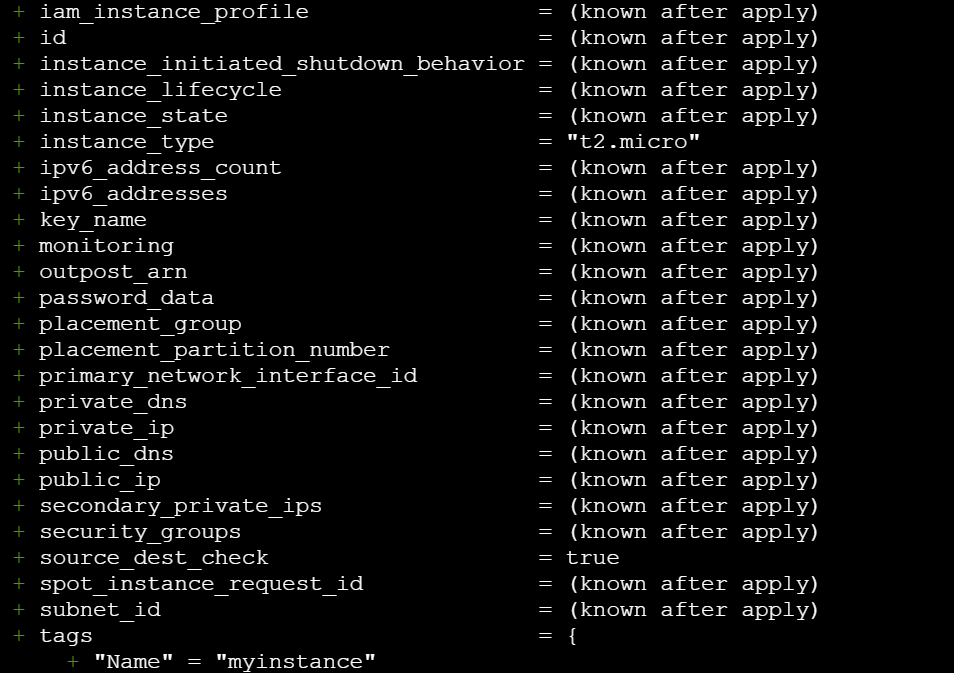 + iam_instance_profile = (known after apply)
+ id = (known after apply)
+ instance_initiated_shutdown_behavior = (known after apply)
+ instance_lifecycle = (known after apply)
+ instance_state = (known after apply)
+ instance_type = "t2.micro"
+ ipv6_address_count = (known after apply)
+ ipv6_addresses = (known after apply)
+ key_name = (known after apply)
+ monitoring = (known after apply)
+ outpost_arn = (known after apply)
+ password_data = (known after apply)
+ placement_group = (known after apply)
+ placement_partition_number = (known after apply)
+ primary_network_interface_id = (known after apply)
+ private_dns = (known after apply)
+ private_ip = (known after apply)
+ public_dns = (known after apply)
+ public_ip = (known after apply)
+ secondary_private_ips = (known after apply)
+ security_groups = (known after apply)
+ source_dest_check = true
+ spot_instance_request_id = (known after apply)
+ subnet_id = (known after apply)
+ tags = {
+ "Name" = "myinstance"